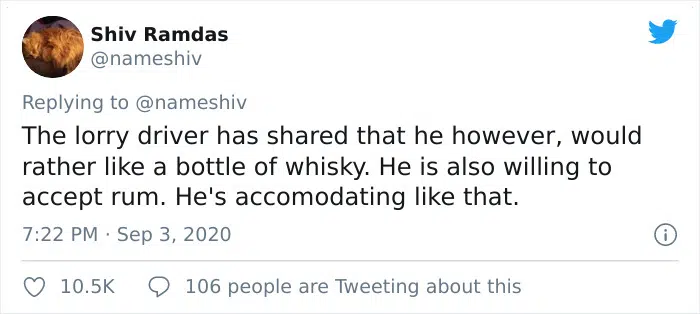 Shiv Ramdas
@nameshiv
Replying to @nameshiv
The lorry driver has shared that he however, would
rather like a bottle of whisky. He is also willing to
accept rum. He's accomodating like that.
7:22 PM · Sep 3, 2020
10.5K 106 people are Tweeting about this